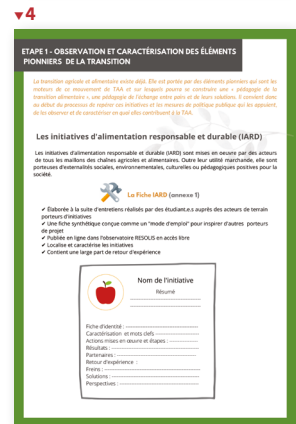 ▼4
ETAPE 1 - OBSERVATION ET CARACTÉRISATION DES ÉLÉMENTS
PIONNIERS DE LA TRANSITION
La transition agricole et alimentaire existe déjà. Elle est portée par des éléments pionniers qui sont les
moteurs de ce mouvement de TAA et sur lesquels pourra se construire une « pédagogie de la
transition alimentaire », une pédagogie de l'échange entre pairs et de leurs solutions. Il convient donc
au début du processus de repérer ces initiatives et les mesures de politique publique qui les appuient,
de les observer et de caractériser en quoi elles contribuent à la TAA.
Les initiatives d'alimentation responsable et durable (IARD)
Les initiatives d'alimentation responsable et durable (IARD) sont mises en oeuvre par des acteurs
de tous les maillons des chaînes agricoles et alimentaires. Outre leur utilité marchande, elle sont
porteuses d'externalités sociales, environnementales, culturelles ou pédagogiques positives pour la
société.
La Fiche IARD (annexe 1)
✔ Élaborée à la suite d'entretiens réalisés par des étudiant.e.s auprès des acteurs de terrain
porteurs d'initiatives
✔ Une fiche synthétique conçue comme un "mode d'emploi" pour inspirer d'autres porteurs
de projet
✔ Publiée en ligne dans l'observatoire RESOLIS en accès libre
✔ Localise et caractérise les initiatives
✔ Contient une large part de retour d'expérience
Nom de l'initiative
Résumé
Fiche d'identité :
Caractérisation et mots clefs
Actions mises en œuvre et étapes :
Résultats :
Partenaires :
Retour d'expérience :
Freins :
Solutions :
Perspectives :